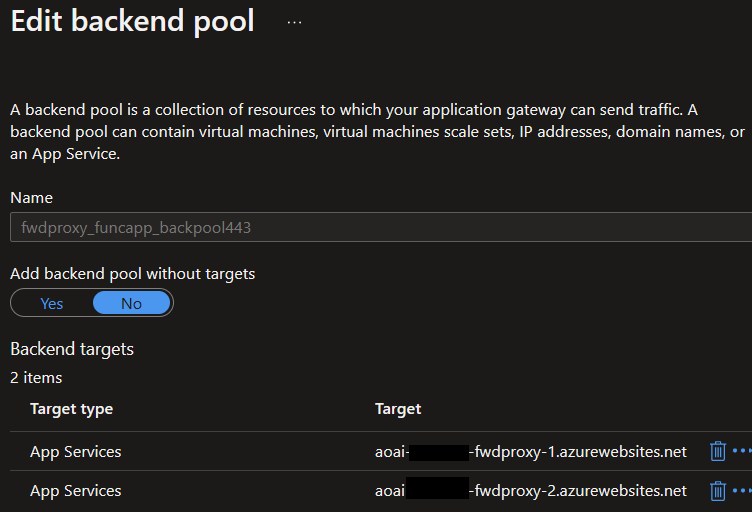 Edit backend pool ...
A backend pool is a collection of resources to which your application gateway can send traffic. A
backend pool can contain virtual machines, virtual machines scale sets, IP addresses, domain names, or
an App Service.
Name
fwdproxy_funcapp_backpool443
Add backend pool without targets
Yes No
Backend targets
2 items
Target type Target
App Services aoai- -fwdproxy-1.azurewebsites.net
App Services aoai -fwdproxy-2.azurewebsites.net